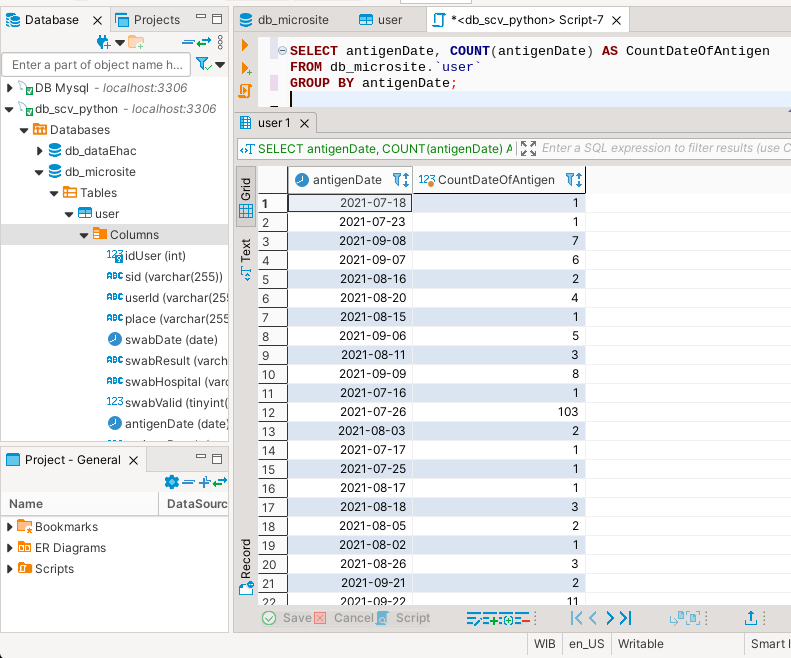 Database
Projects
Enter a part of object name h...
DB Mysql - localhost:3306
db_scv_python - localhost:3306
Databases
db_dataEhac
db_microsite
Tables
user
Columns
idUser (int)
sid (varchar(255))
userId (varchar(255
place (varchar(255
swabDate (date)
swabResult (varch
swabHospital (varc
swabValid (tinyint(
antigenDate (date)
Project - General
Name DataSourc
Bookmarks
ER Diagrams
Scripts
db_microsite
user
*<db_scv_python> Script-7
SELECT antigenDate, COUNT(antigenDate) AS CountDateOfAntigen
FROM db_microsite.`user`
GROUP BY antigenDate;
user 1
SELECT antigenDate, COUNT(antigenDate) A
Enter a SQL expression to filter results (use C
Grid
Text
Record
antigenDate 123 CountDateOfAntigen
1 2021-07-18 1
2 2021-07-23 1
3 2021-09-08 7
4 2021-09-07 6
5 2021-08-16 2
6 2021-08-20 4
7 2021-08-15 1
8 2021-09-06 5
9 2021-08-11 3
10 2021-09-09 8
11 2021-07-16 1
12 2021-07-26 103
13 2021-08-03 2
14 2021-07-17 1
15 2021-07-25 1
16 2021-08-17 1
17 2021-08-18 3
18 2021-08-05 2
19 2021-08-02 1
20 2021-08-26 3
21 2021-09-21 2
22 2021-09-22 11
Save Cancel Script
WIB en_US Writable Smart I